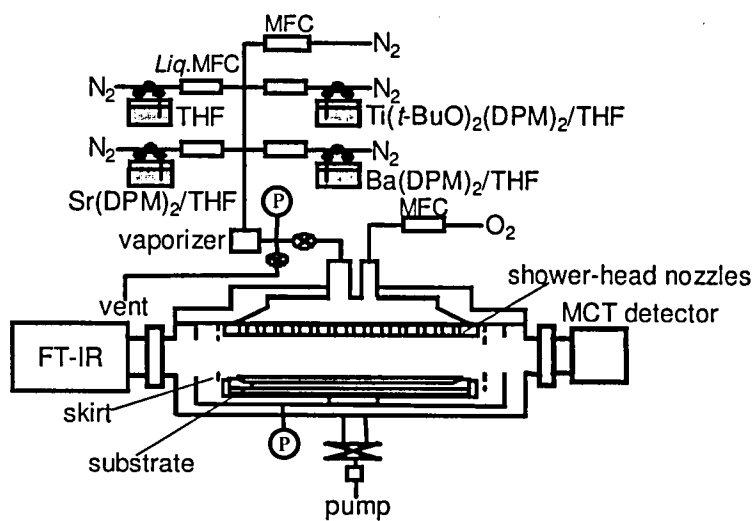 MFC
N2
Liq.MFC
N2
N2
THF
Ti(t-BuO)2(DPM)2/THF
N2
N2
Sr(DPM)2/THF
Ba(DPM)2/THF
P
MFC
O2
vaporizer
vent
shower-head nozzles
MCT detector
FT-IR
skirt
P
substrate
pump